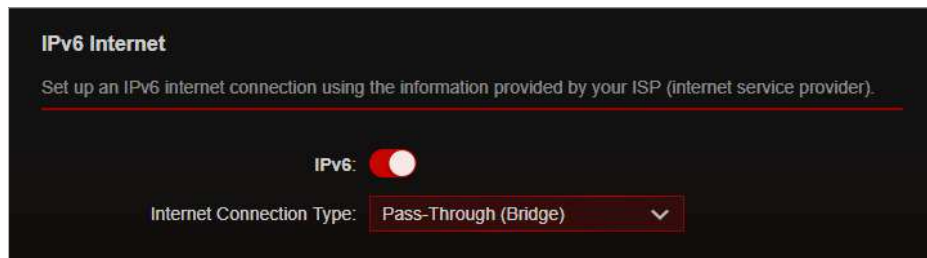 IPv6 Internet
Set up an IPv6 internet connection using the information provided by your ISP (internet service provider).
IPv6:
Internet Connection Type: Pass-Through (Bridge)